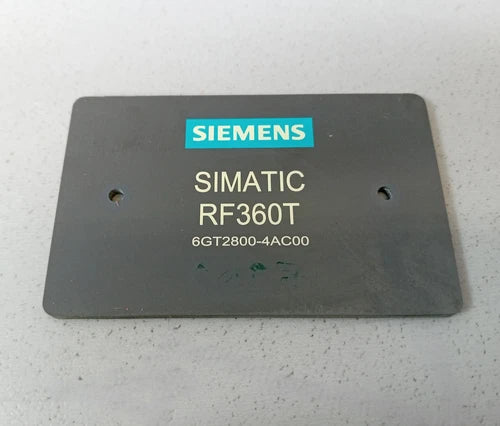 SIEMENS
SIMATIC
RF360T
6GT2800-4AC00